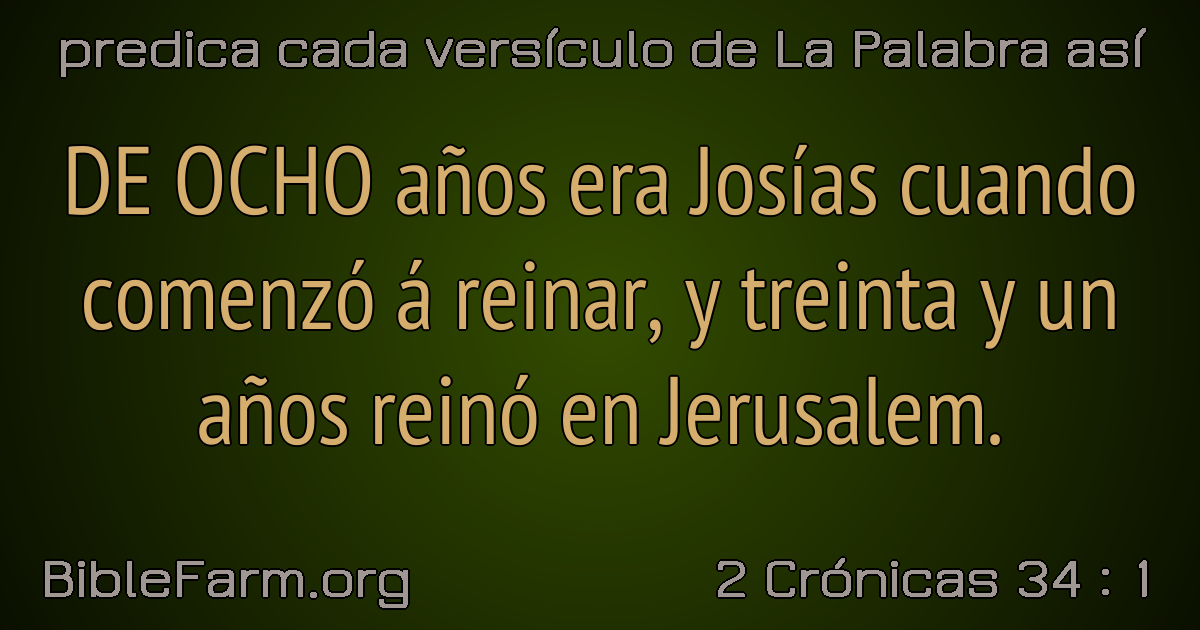 predica cada versículo de La Palabra así
DE OCHO años era Josías cuando
comenzó á reinar, y treinta y un
años reinó en Jerusalem.
BibleFarm.org
2 Crónicas 34 : 1